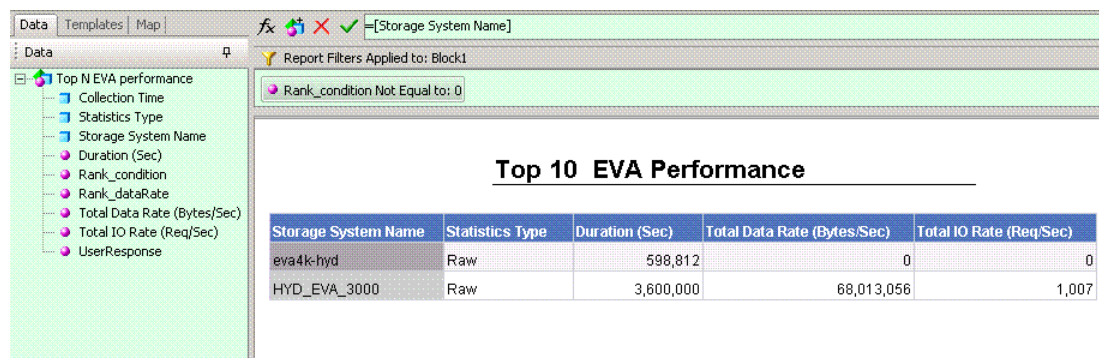 Data Templates Map
=[Storage System Name]
Data
Report Filters Applied to: Block1
Rank_condition Not Equal to: 0
Top N EVA performance
Collection Time
Statistics Type
Storage System Name
Duration (Sec)
Rank_condition
Rank_dataRate
Total Data Rate (Bytes/Sec)
Total IO Rate (Req/Sec)
UserResponse
Top 10 EVA Performance
Storage System Name Statistics Type Duration (Sec) Total Data Rate (Bytes/Sec) Total IO Rate (Req/Sec)
eva4k-hyd Raw 598,812 0 0
HYD_EVA_3000 Raw 3,600,000 68,013,056 1,007